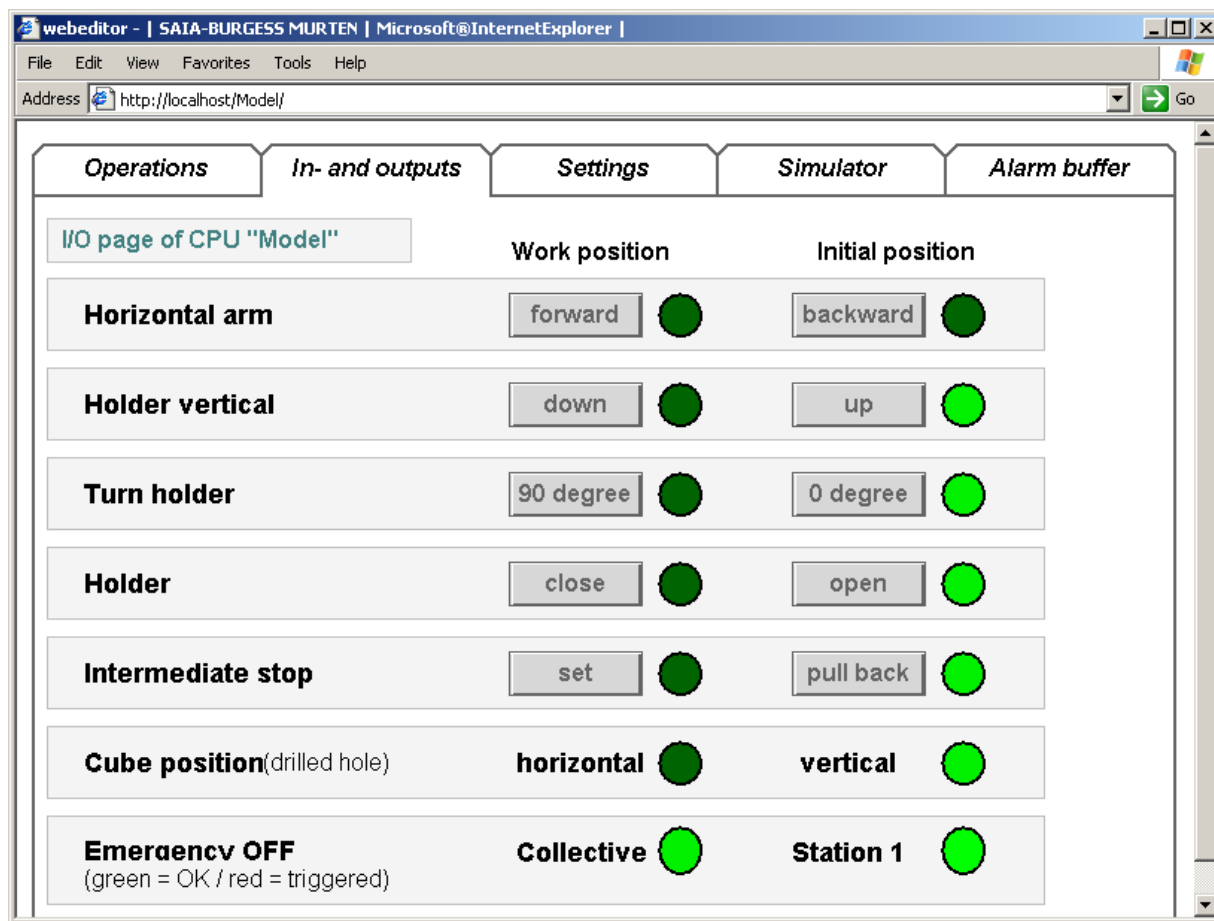 webeditor - | SAIA-BURGESS MURTEN | Microsoft®InternetExplorer |
File Edit View Favorites Tools Help
Address http://localhost/Model/ Go
Operations In- and outputs Settings Simulator Alarm buffer
I/O page of CPU "Model"
Work position Initial position
Horizontal arm forward backward
Holder vertical down up
Turn holder 90 degree 0 degree
Holder close open
Intermediate stop set pull back
Cube position(drilled hole) horizontal vertical
Emergency OFF Collective Station 1
(green = OK / red = triggered)